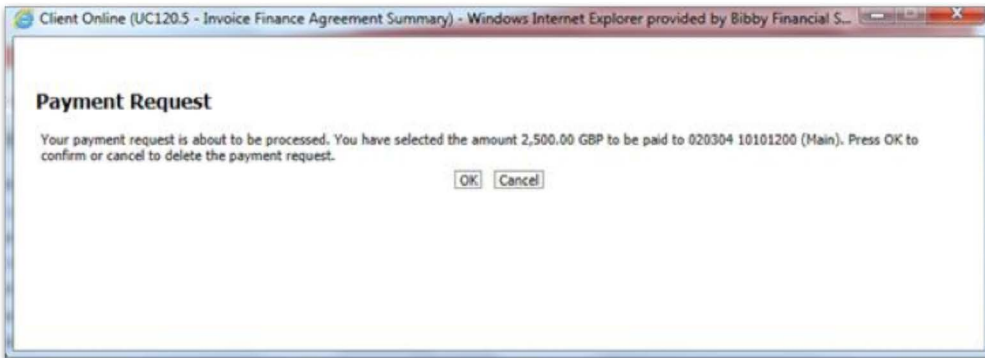 Client Online (UC120.5 - Invoice Finance Agreement Summary) - Windows Internet Explorer provided by Bibby Financial S...
Payment Request
Your payment request is about to be processed. You have selected the amount 2,500.00 GBP to be paid to 020304 10101200 (Main). Press OK to
confirm or cancel to delete the payment request.
OK Cancel